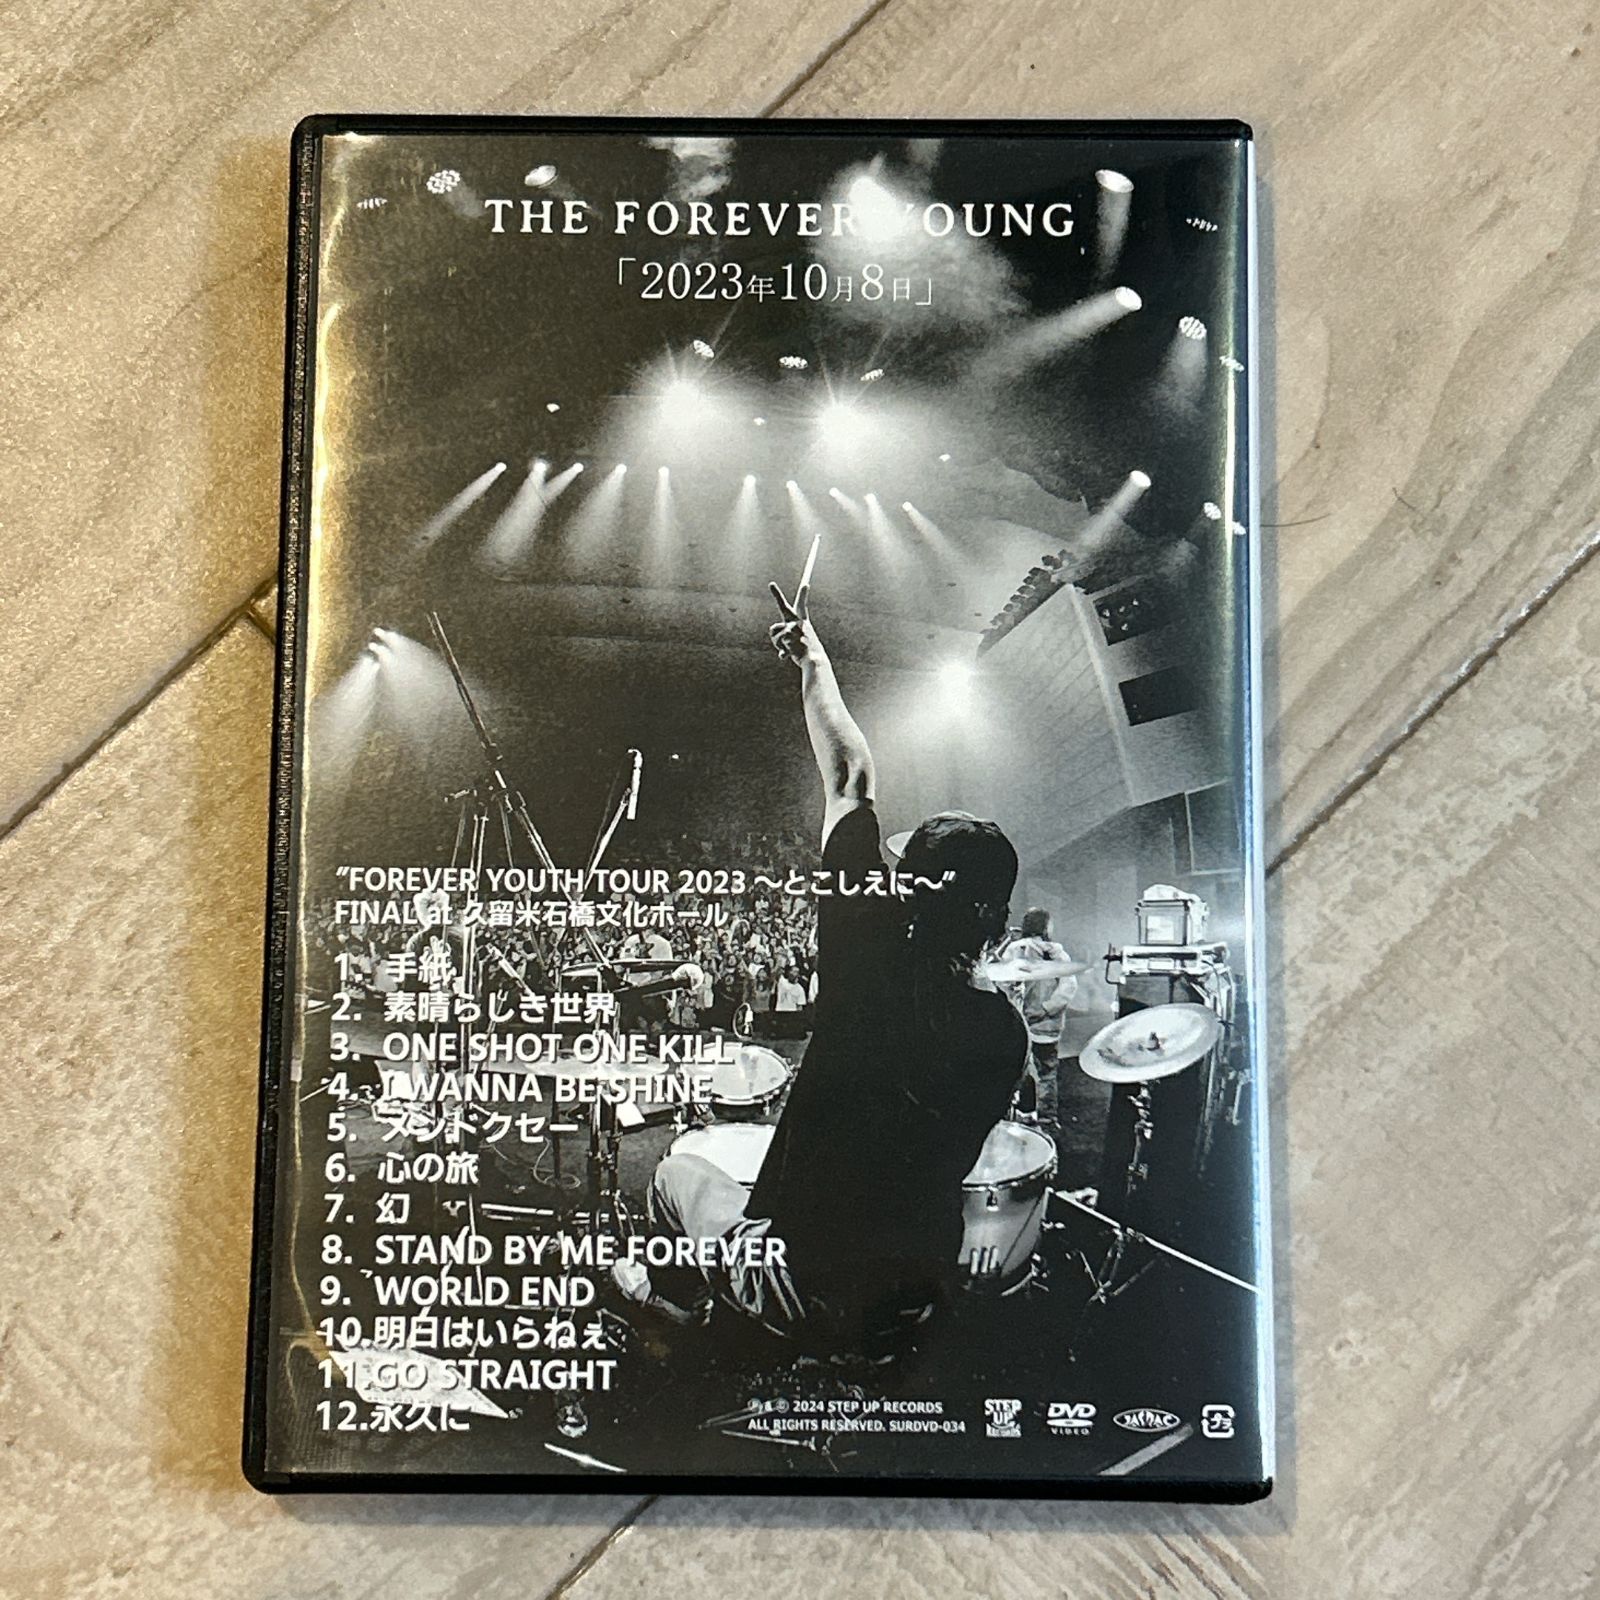 THE FOREVER YOUNG
「2023年10月8日」
"FOREVER YOUTH TOUR 2023 〜とこしえに〜"
FINAL at 久留米石橋文化ホール
1. 手紙
2. 素晴らしき世界
3. ONE SHOT ONE KILL
4. I WANNA BE SHINE
5. メンドクセー
6. 心の旅
7. 幻
8. STAND BY ME FOREVER
9. WORLD END
10.明日はいらねぇ
11.GO STRAIGHT
12.永久に
Ⓟ&© 2024 STEP UP RECORDS
ALL RIGHTS RESERVED. SURDVD-034
STEP UP RECORDS
DVD VIDEO
JASRAC
プラ